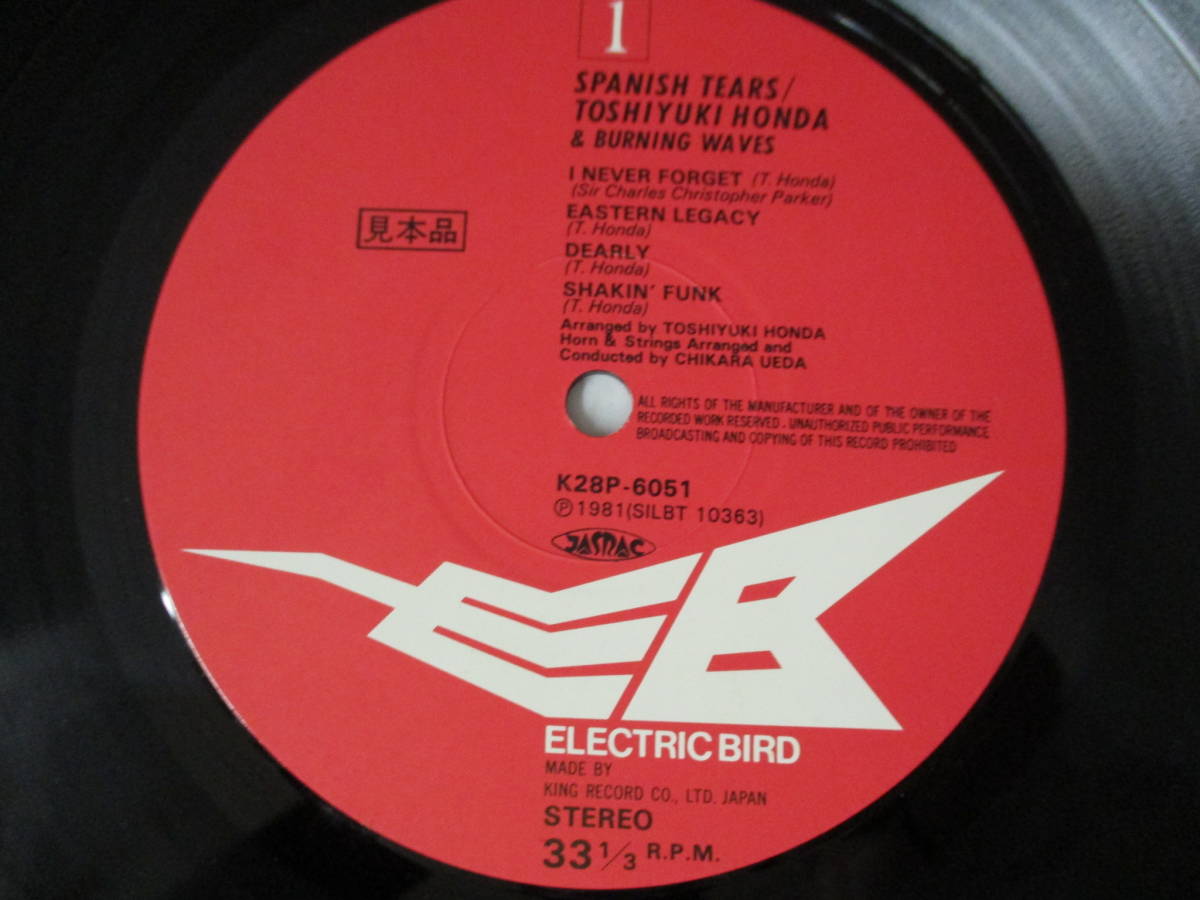 1
SPANISH TEARS/
TOSHIYUKI HONDA
& BURNING WAVES
I NEVER FORGET (T. Honda)
(Sir Charles Christopher Parker)
EASTERN LEGACY
(T. Honda)
DEARLY
(T. Honda)
SHAKIN' FUNK
(T. Honda)
Arranged by TOSHIYUKI HONDA
Horn & Strings Arranged and
Conducted by CHIKARA UEDA
見本品
ALL RIGHTS OF THE MANUFACTURER AND OF THE OWNER OF THE
RECORDED WORK RESERVED. UNAUTHORIZED PUBLIC PERFORMANCE
BROADCASTING AND COPYING OF THIS RECORD PROHIBITED
K28P-6051
Ⓟ1981(SILBT 10363)
JASRAC
EB
ELECTRIC BIRD
MADE BY
KING RECORD CO., LTD. JAPAN
STEREO
33 1/3 R.P.M.